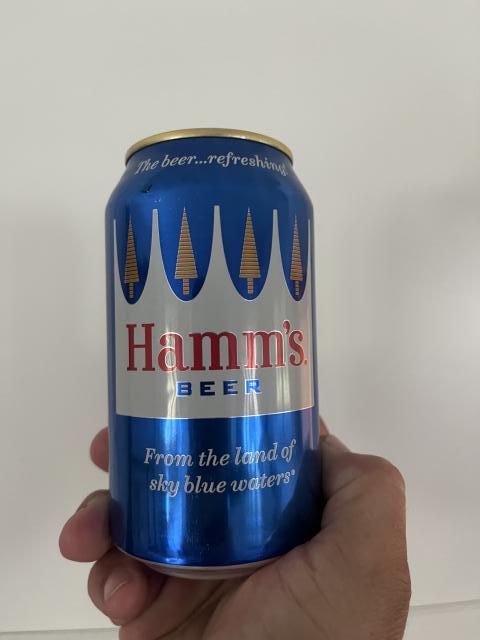 The beer...refreshing
Hamm's
BEER
From the land of
sky blue waters®